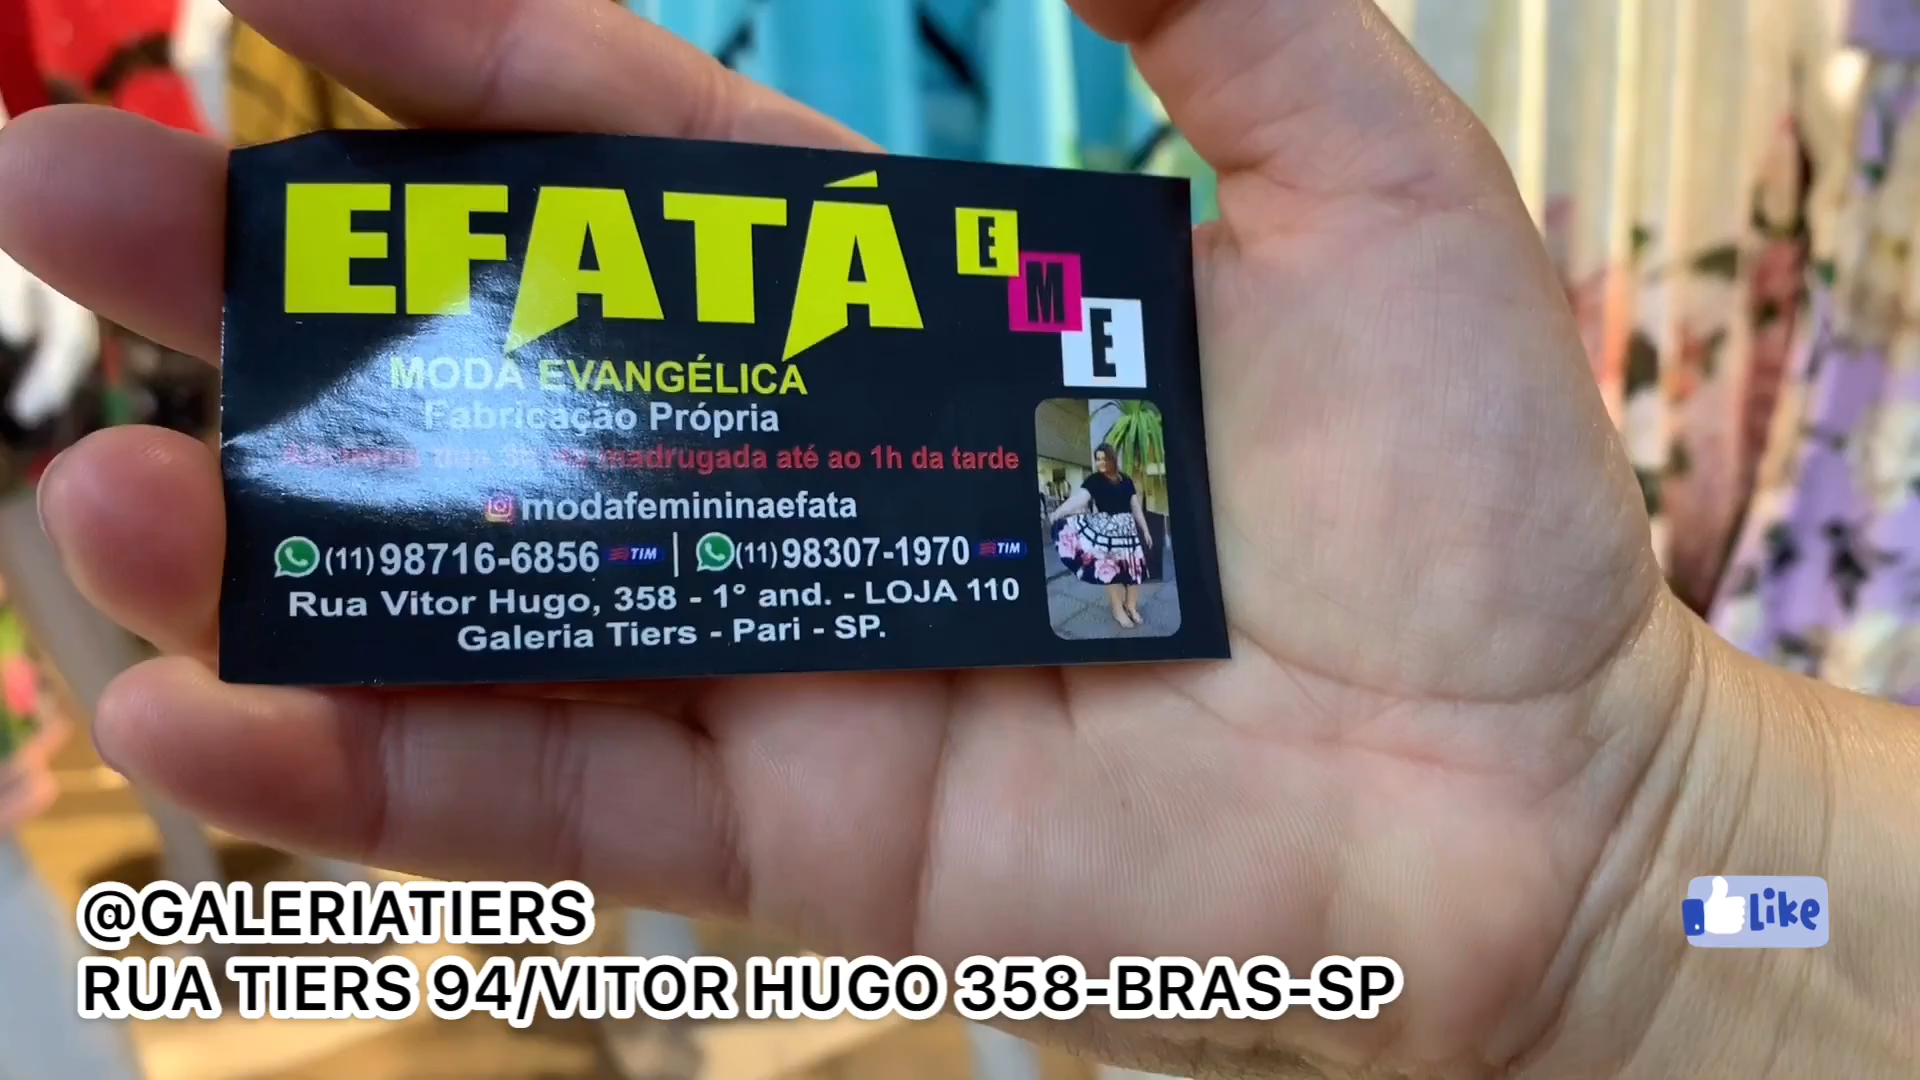 EFATÁ
E
M
E
MODA EVANGÉLICA
Fabricação Própria
madrugada até ao 1h da tarde
modafemininaefata
(11) 98716-6856 TIM | (11) 98307-1970 TIM
Rua Vitor Hugo, 358 - 1° and. - LOJA 110
Galeria Tiers - Pari - SP.
@GALERIATIERS
Like
RUA TIERS 94/VITOR HUGO 358-BRAS-SP